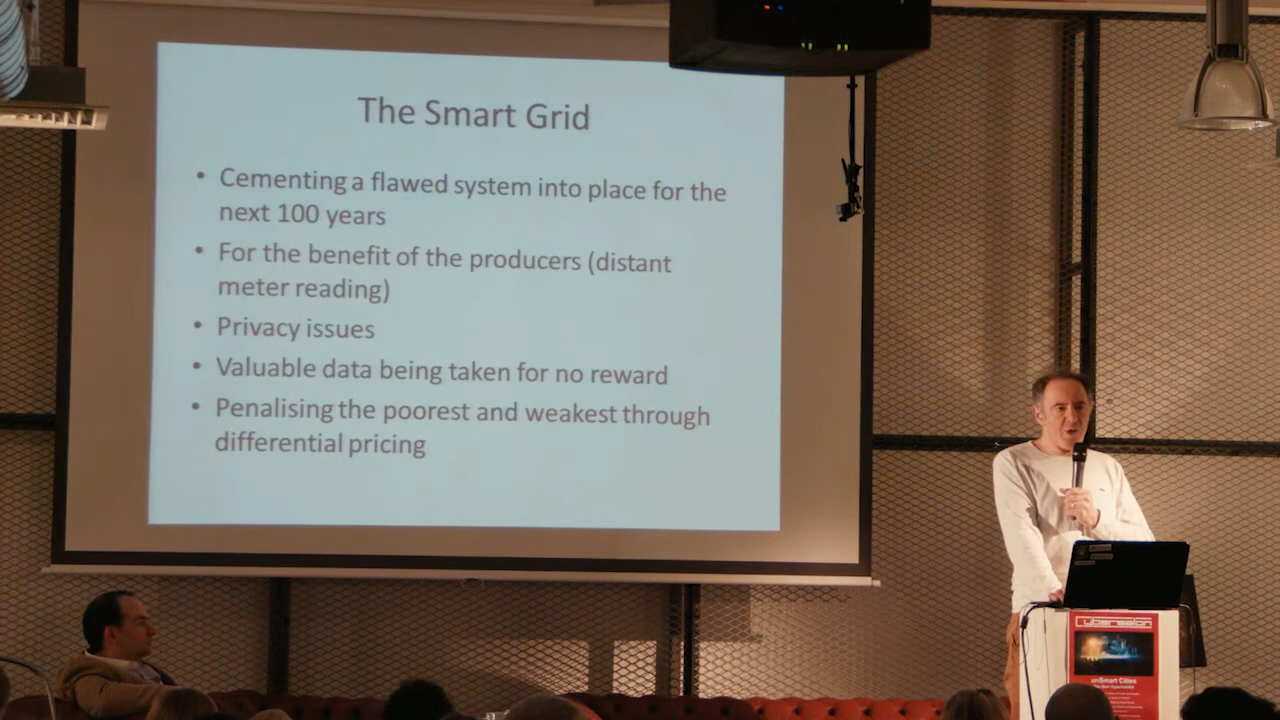 The Smart Grid
• Cementing a flawed system into place for the
next 100 years
• For the benefit of the producers (distant
meter reading)
• Privacy issues
• Valuable data being taken for no reward
• Penalising the poorest and weakest through
differential pricing
cybersalon
unSmart Cities